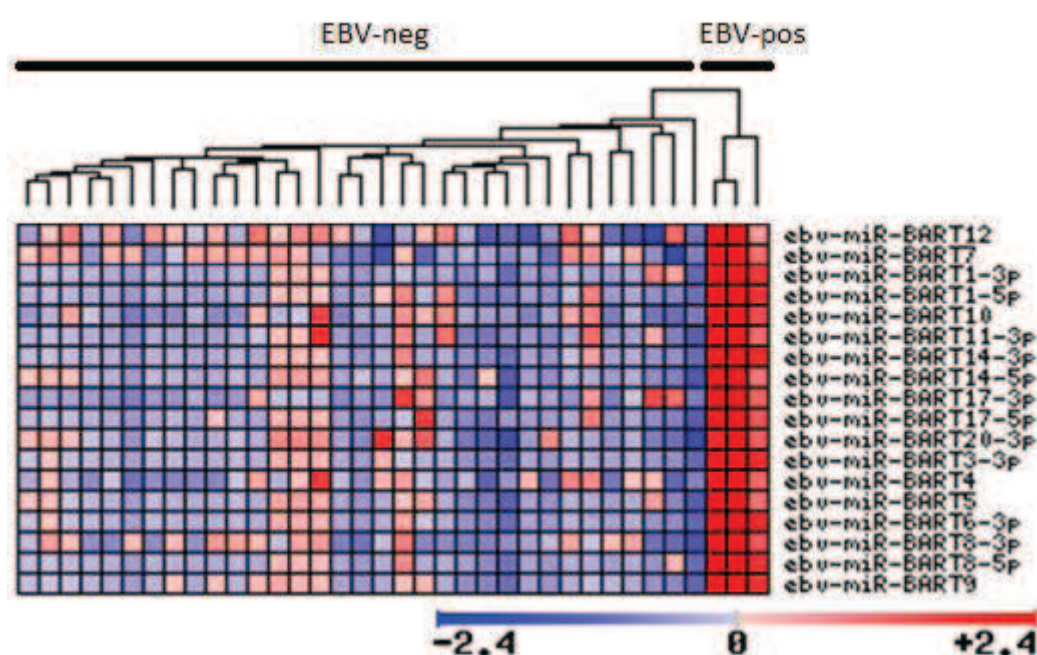 EBV-neg EBV-pos
ebv-miR-BART12
ebv-miR-BART7
ebv-miR-BART1-3p
ebv-miR-BART1-5p
ebv-miR-BART10
ebv-miR-BART11-3p
ebv-miR-BART14-3p
ebv-miR-BART14-5p
ebv-miR-BART17-3p
ebv-miR-BART17-5p
ebv-miR-BART20-3p
ebv-miR-BART3-3p
ebv-miR-BART4
ebv-miR-BART5
ebv-miR-BART6-3p
ebv-miR-BART8-3p
ebv-miR-BART8-5p
ebv-miR-BART9
-2.4 0 +2.4